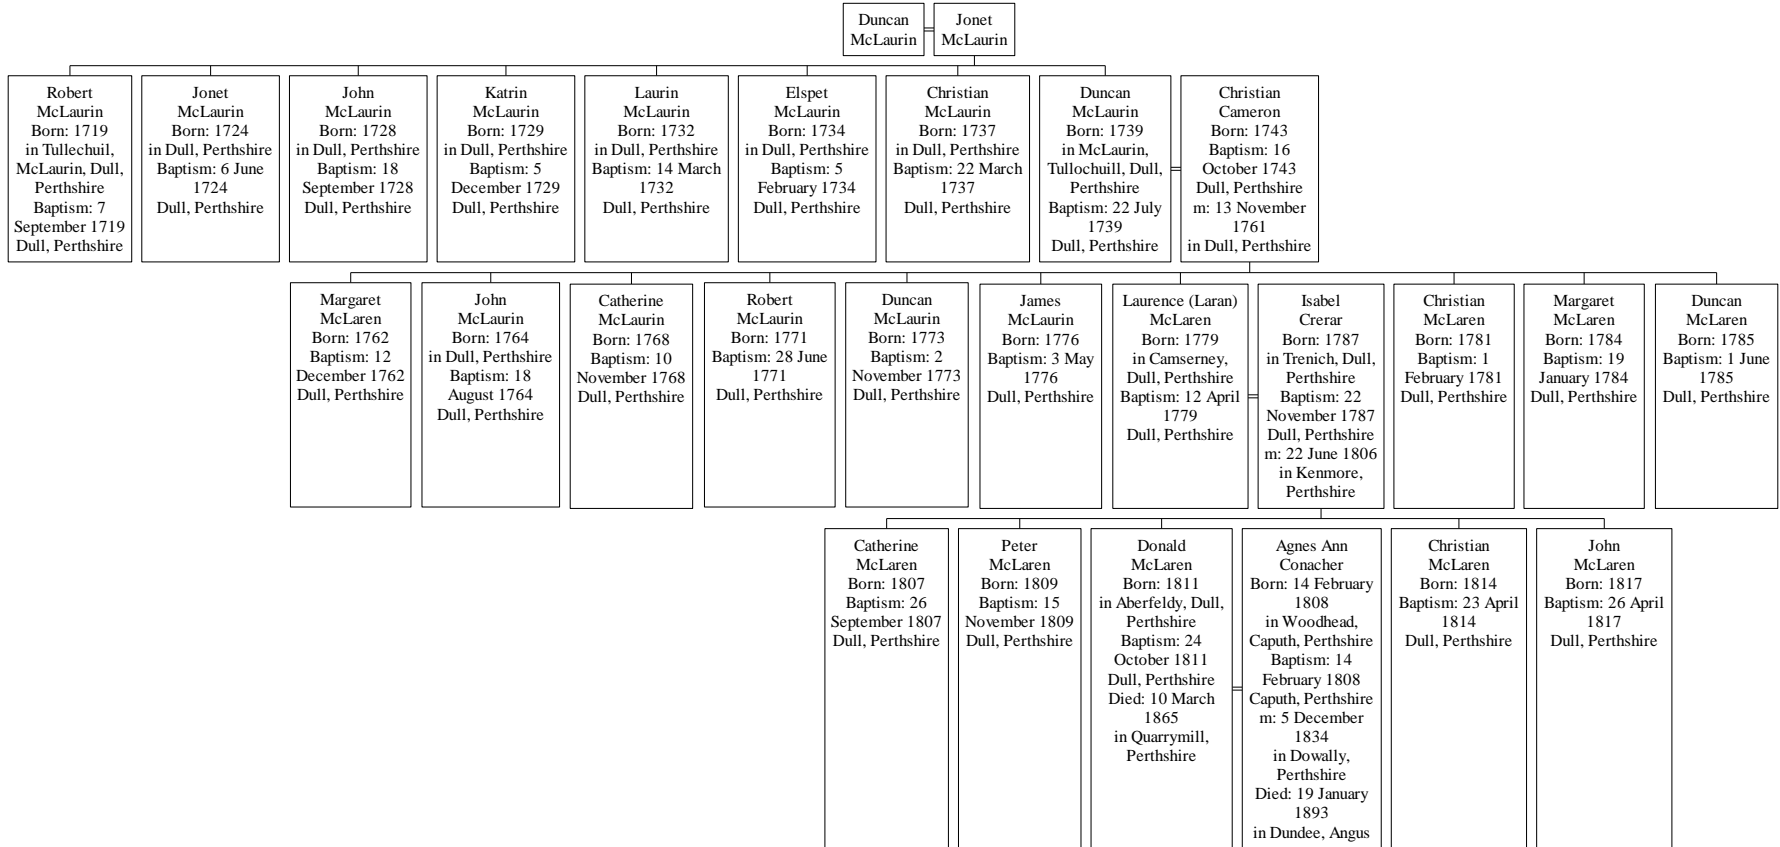 Duncan
McLaurin
Jonet
McLaurin
Robert
McLaurin
Born: 1719
in Tullechuil,
McLaurin, Dull,
Perthshire
Baptism: 7
September 1719
Dull, Perthshire
Jonet
McLaurin
Born: 1724
in Dull, Perthshire
Baptism: 6 June
1724
Dull, Perthshire
John
McLaurin
Born: 1728
in Dull, Perthshire
Baptism: 18
September 1728
Dull, Perthshire
Katrin
McLaurin
Born: 1729
in Dull, Perthshire
Baptism: 5
December 1729
Dull, Perthshire
Laurin
McLaurin
Born: 1732
in Dull, Perthshire
Baptism: 14 March
1732
Dull, Perthshire
Elspet
McLaurin
Born: 1734
in Dull, Perthshire
Baptism: 5
February 1734
Dull, Perthshire
Christian
McLaurin
Born: 1737
in Dull, Perthshire
Baptism: 22 March
1737
Dull, Perthshire
Duncan
McLaurin
Born: 1739
in McLaurin,
Tullochuill, Dull,
Perthshire
Baptism: 22 July
1739
Dull, Perthshire
Christian
Cameron
Born: 1743
Baptism: 16
October 1743
Dull, Perthshire
m: 13 November
1761
in Dull, Perthshire
Margaret
McLaren
Born: 1762
Baptism: 12
December 1762
Dull, Perthshire
John
McLaurin
Born: 1764
in Dull, Perthshire
Baptism: 18
August 1764
Dull, Perthshire
Catherine
McLaurin
Born: 1768
Baptism: 10
November 1768
Dull, Perthshire
Robert
McLaurin
Born: 1771
Baptism: 28 June
1771
Dull, Perthshire
Duncan
McLaurin
Born: 1773
Baptism: 2
November 1773
Dull, Perthshire
James
McLaurin
Born: 1776
Baptism: 3 May
1776
Dull, Perthshire
Laurence (Laran)
McLaren
Born: 1779
in Camserney,
Dull, Perthshire
Baptism: 12 April
1779
Dull, Perthshire
Isabel
Crerar
Born: 1787
in Trenich, Dull,
Perthshire
Baptism: 22
November 1787
Dull, Perthshire
m: 22 June 1806
in Kenmore,
Perthshire
Christian
McLaren
Born: 1781
Baptism: 1
February 1781
Dull, Perthshire
Margaret
McLaren
Born: 1784
Baptism: 19
January 1784
Dull, Perthshire
Duncan
McLaren
Born: 1785
Baptism: 1 June
1785
Dull, Perthshire
Catherine
McLaren
Born: 1807
Baptism: 26
September 1807
Dull, Perthshire
Peter
McLaren
Born: 1809
Baptism: 15
November 1809
Dull, Perthshire
Donald
McLaren
Born: 1811
in Aberfeldy, Dull,
Perthshire
Baptism: 24
October 1811
Dull, Perthshire
Died: 10 March
1865
in Quarrymill,
Perthshire
Agnes Ann
Conacher
Born: 14 February
1808
in Woodhead,
Caputh, Perthshire
Baptism: 14
February 1808
Caputh, Perthshire
m: 5 December
1834
in Dowally,
Perthshire
Died: 19 January
1893
in Dundee, Angus
Christian
McLaren
Born: 1814
Baptism: 23 April
1814
Dull, Perthshire
John
McLaren
Born: 1817
Baptism: 26 April
1817
Dull, Perthshire